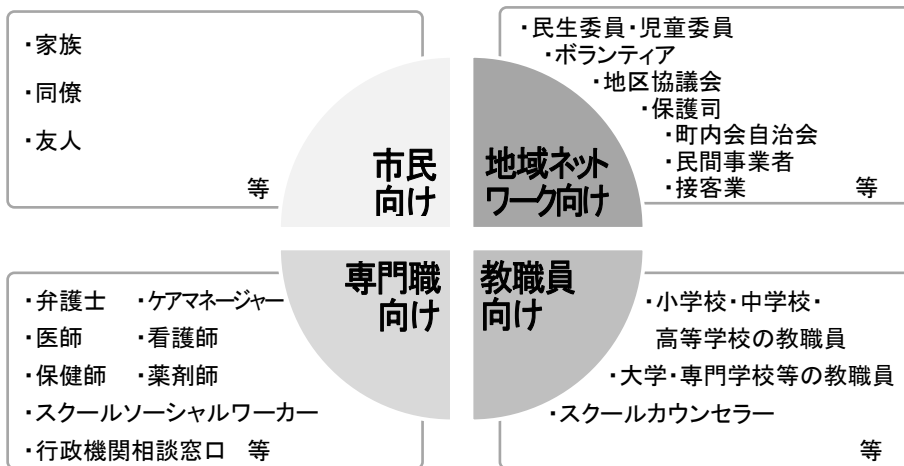 ・家族
・同僚
・友人
等
市民
向け
・民生委員・児童委員
・ボランティア
・地区協議会
・保護司
・町内会自治会
・民間事業者
・接客業 等
地域ネット
ワーク向け
専門職
向け
・弁護士 ・ケアマネージャー
・医師 ・看護師
・保健師 ・薬剤師
・スクールソーシャルワーカー
・行政機関相談窓口 等
教職員
向け
・小学校・中学校・
高等学校の教職員
・大学・専門学校等の教職員
・スクールカウンセラー
等